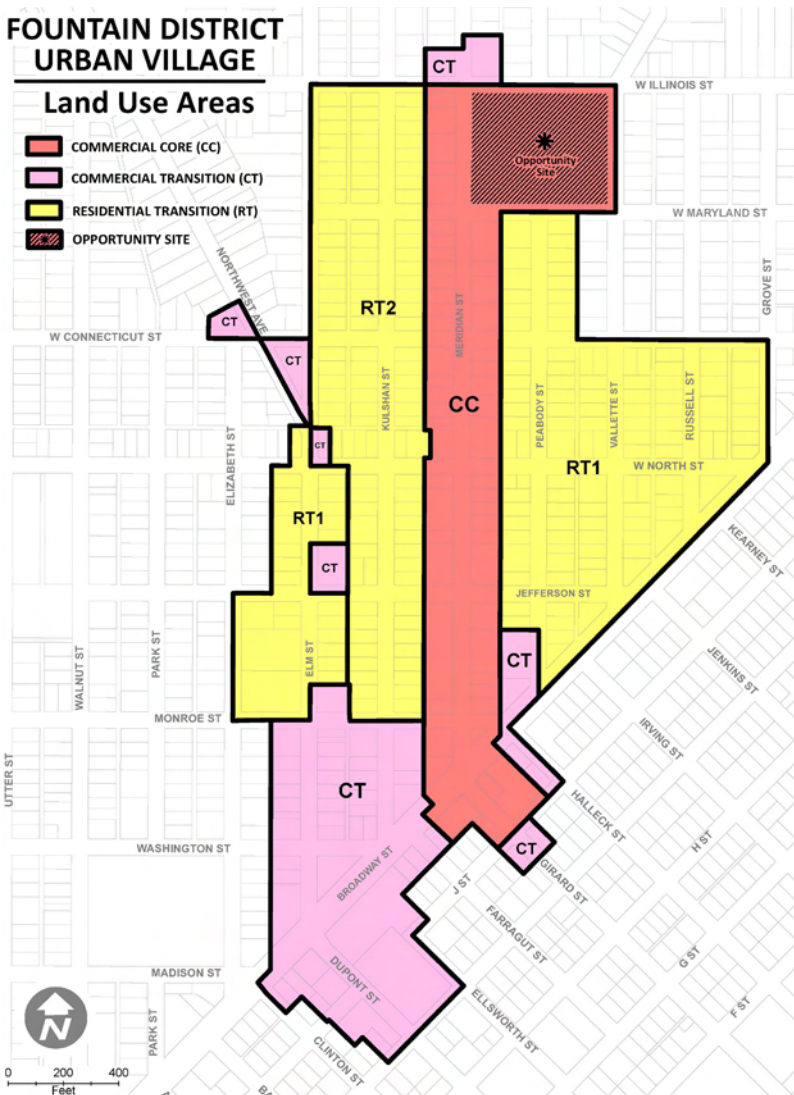 FOUNTAIN DISTRICT
URBAN VILLAGE
Land Use Areas
COMMERCIAL CORE (CC)
COMMERCIAL TRANSITION (CT)
RESIDENTIAL TRANSITION (RT)
OPPORTUNITY SITE
CT
W ILLINOIS ST
Opportunity
Site
W MARYLAND ST
NORTHWEST AVE
GROVE ST
RT2
MERIDIAN ST
CT
W CONNECTICUT ST
CT
KULSHAN ST
CC
PEABODY ST
VALLETTE ST
RUSSELL ST
ELIZABETH ST
CT
RT1
W NORTH ST
RT1
KEARNEY ST
CT
JEFFERSON ST
WALNUT ST
PARK ST
ELM ST
CT
JENKINS ST
MONROE ST
IRVING ST
UTTER ST
CT
HALLECK ST
WASHINGTON ST
CT
H ST
BROADWAY ST
J ST
GIRARD ST
FARRAGUT ST
G ST
MADISON ST
DUPONT ST
F ST
ELLSWORTH ST
N
PARK ST
CLINTON ST
0 200 400
Feet